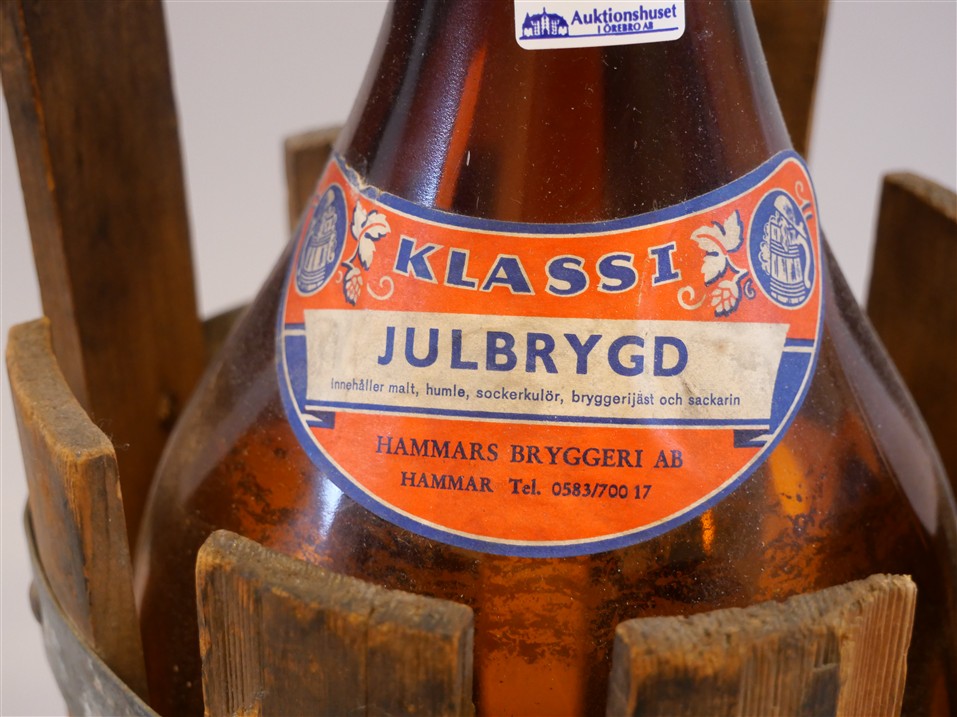 Auktionshuset
I ÖREBRO AB
KLASSI
JULBRYGD
Innehåller malt, humle, sockerkulör, bryggerijäst och sackarin
HAMMARS BRYGGERI AB
HAMMAR Tel. 0583/700 17